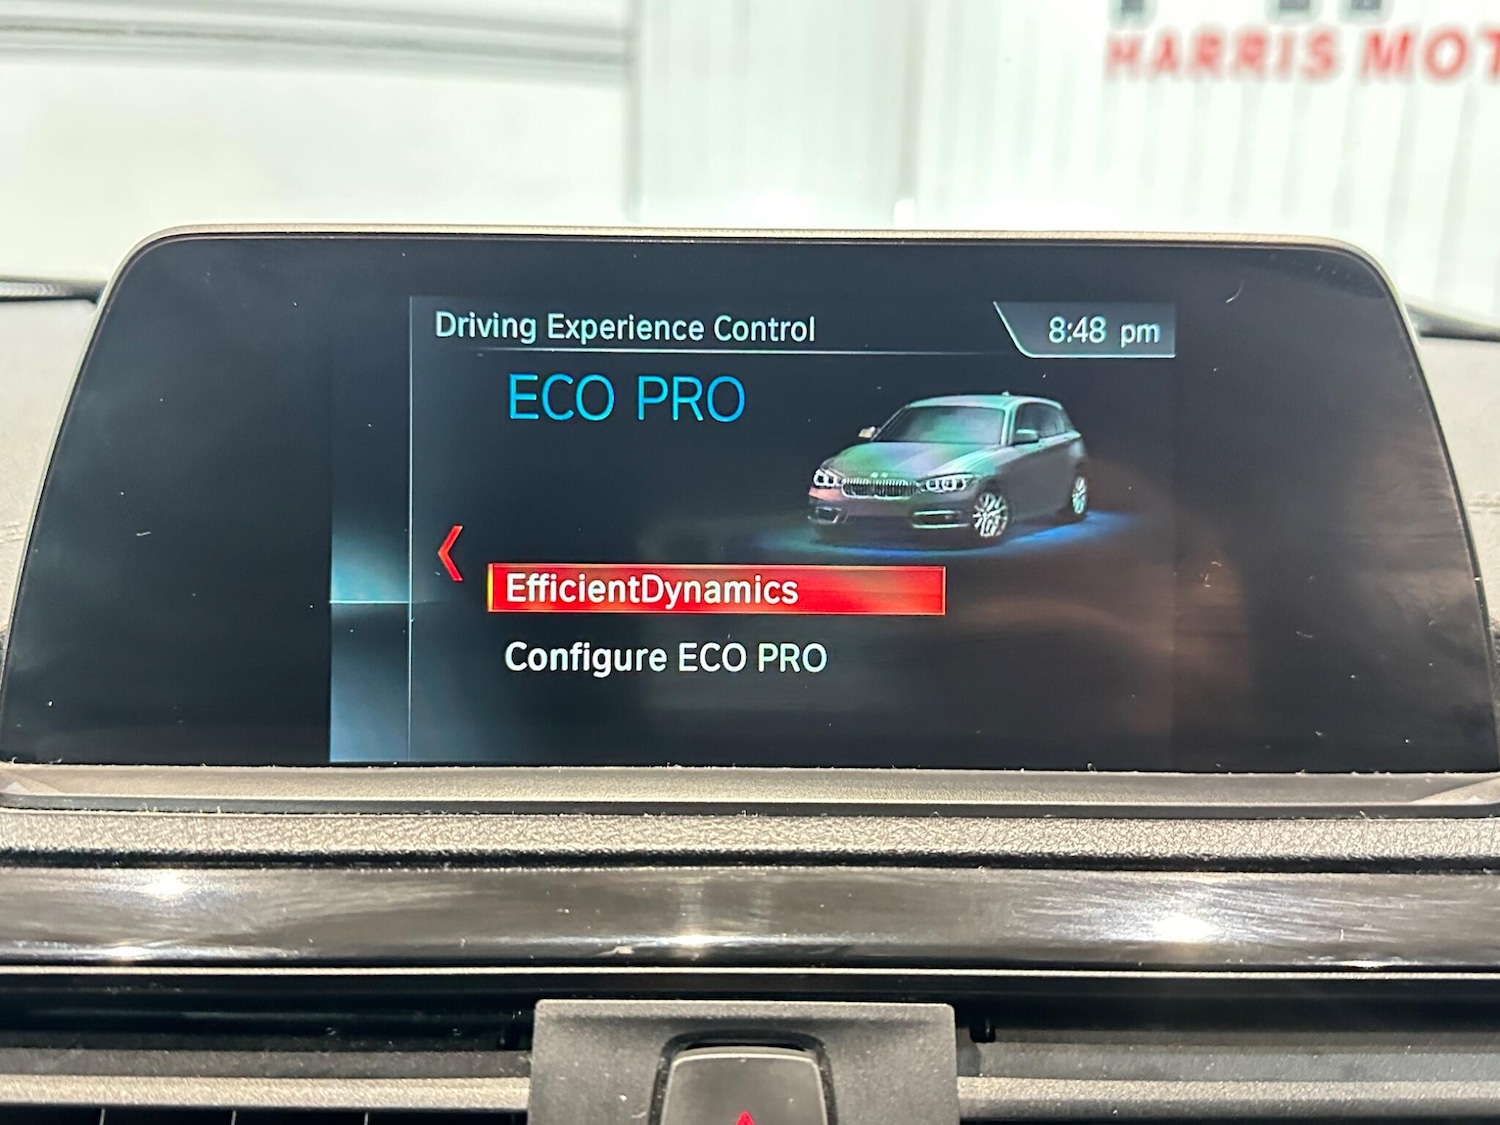 HARRIS MOT
Driving Experience Control
8:48 pm
ECO PRO
EfficientDynamics
Configure ECO PRO